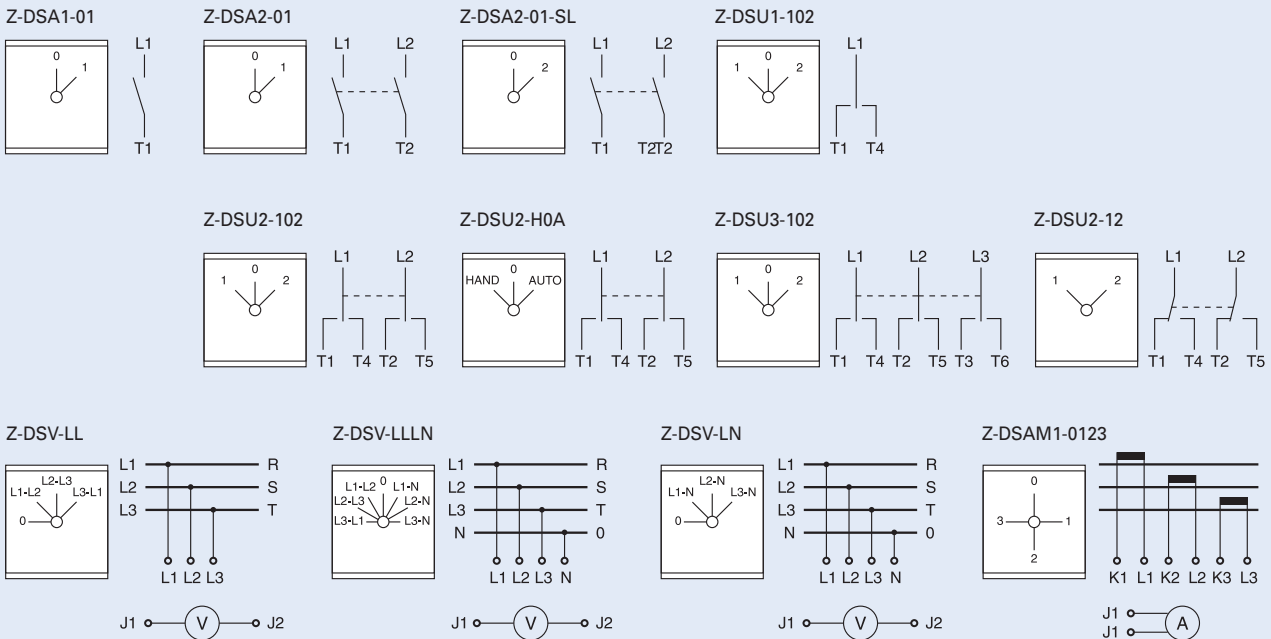 Z-DSA1-01 Z-DSA2-01 Z-DSA2-01-SL Z-DSU1-102
L1 L1 L2 L1 L2 L1
0 0 0 0
1 1 2 1 2
T1 T1 T2 T1 T2T2 T1 T4
Z-DSU2-102 Z-DSU2-H0A Z-DSU3-102 Z-DSU2-12
L1 L2 L1 L2 L1 L2 L3 L1 L2
0 0 0
1 2 HAND AUTO 1 2 1 2
T1 T4 T2 T5 T1 T4 T2 T5 T1 T4 T2 T5 T3 T6 T1 T4 T2 T5
Z-DSV-LL Z-DSV-LLLN Z-DSV-LN Z-DSAM1-0123
L1 R L1 R L1 R
L2-L3 L1-L2 0 L1-N L2-N 0
L1-L2 L3-L1 L2 S L2-L3 L2-N L2 S L1-N L3-N L2 S
0 L3 T L3-L1 L3-N L3 T 0 L3 T 3 1
N 0 N 0 2
L1 L2 L3 L1 L2 L3 N L1 L2 L3 N K1 L1 K2 L2 K3 L3
J1 V J2 J1 V J2 J1 V J2 J1 A
J1